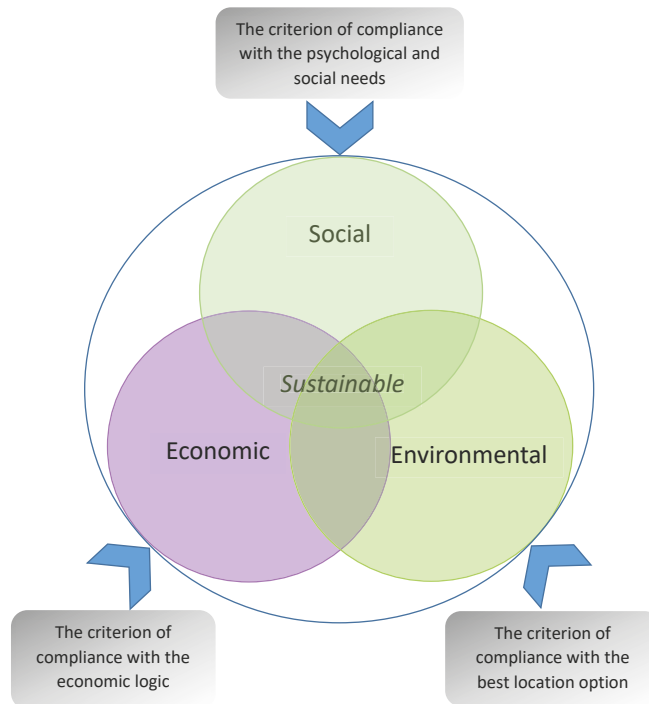 The criterion of compliance
with the psychological and
social needs
Social
Sustainable
Economic
Environmental
The criterion of
compliance with the
economic logic
The criterion of
compliance with the
best location option